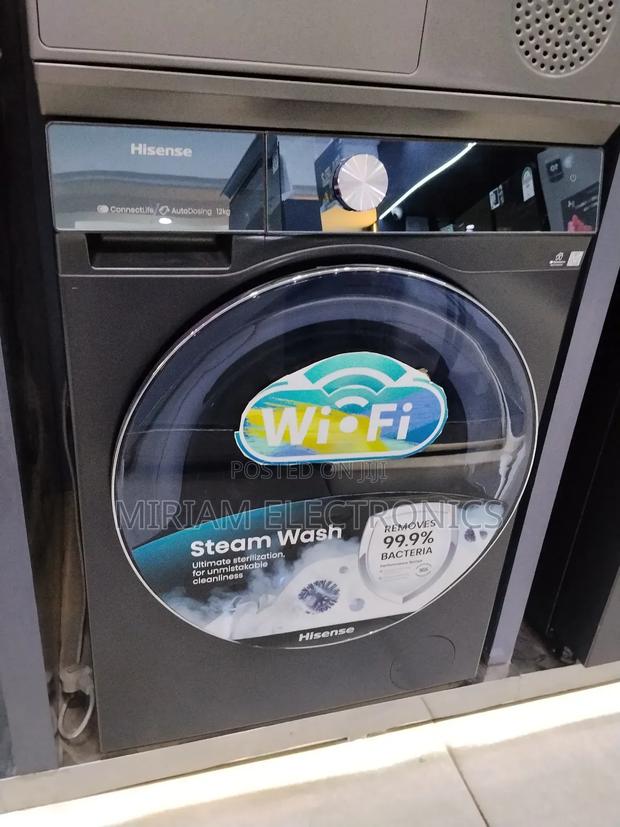 Hisense
ConnectLife / AutoDosing 12kg
Wi•Fi
POSTED ON JIJI
MIRIAM ELECTRONICS
Steam Wash
Ultimate sterilization,
for unmistakable
cleanliness
REMOVES
99.9%
BACTERIA
Hisense